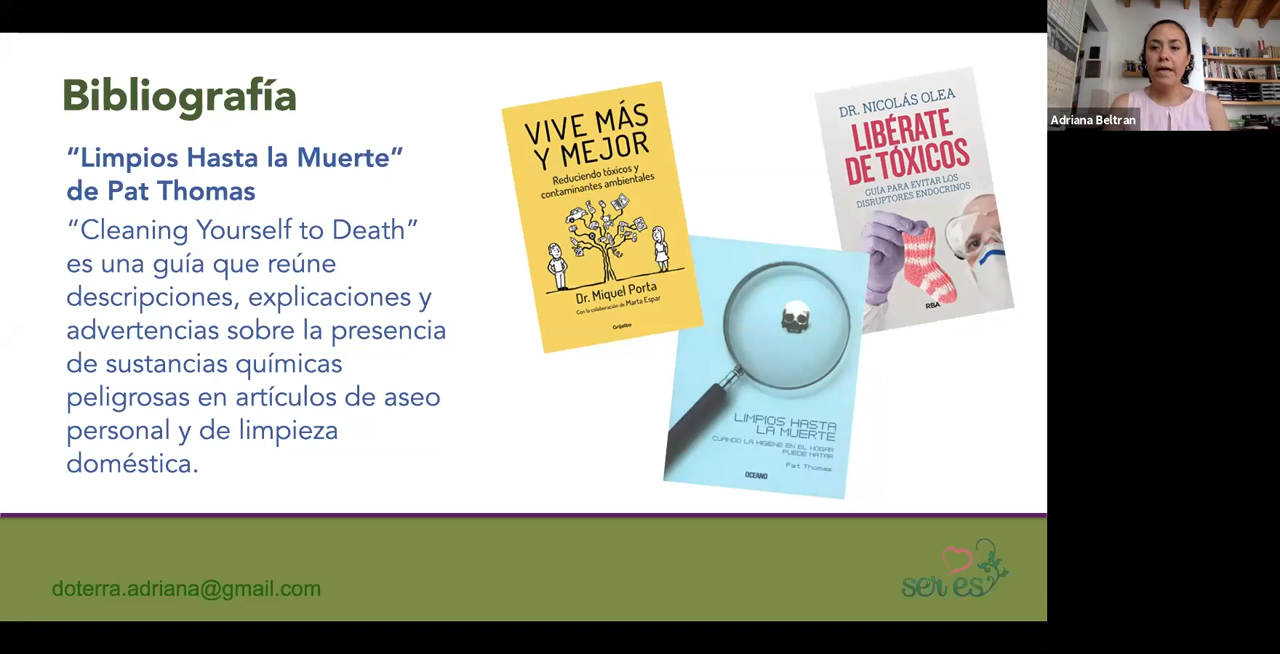 Bibliografía
“Limpios Hasta la Muerte”
de Pat Thomas
“Cleaning Yourself to Death”
es una guía que reúne
descripciones, explicaciones y
advertencias sobre la presencia
de sustancias químicas
peligrosas en artículos de aseo
personal y de limpieza
doméstica.
VIVE MÁS
Y MEJOR
Reduciendo tóxicos y
contaminantes ambientales
Dr. Miquel Porta
Con la colaboración de Marta Espar
Grijalbo
DR. NICOLÁS OLEA
LIBÉRATE
DE TÓXICOS
GUÍA PARA EVITAR LOS
DISRUPTORES ENDOCRINOS
RBA
LIMPIOS HASTA
LA MUERTE
CUANDO LA HIGIENE EN EL HOGAR
PUEDE MATAR
Pat Thomas
OCEANO
doterra.adriana@gmail.com
ser es
Adriana Beltran